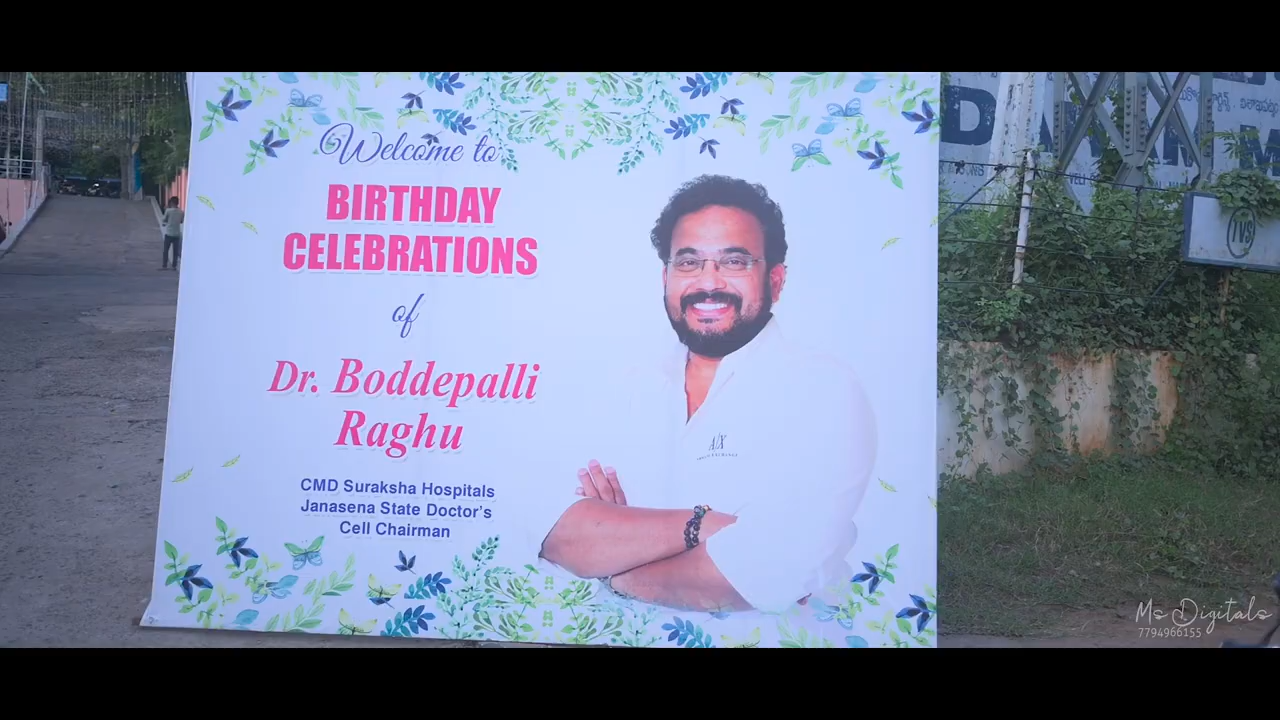 Welcome to
BIRTHDAY
CELEBRATIONS
of
Dr. Boddepalli
Raghu
CMD Suraksha Hospitals
Janasena State Doctor's
Cell Chairman
A|X
TVS
Ms Digitals
7794966155